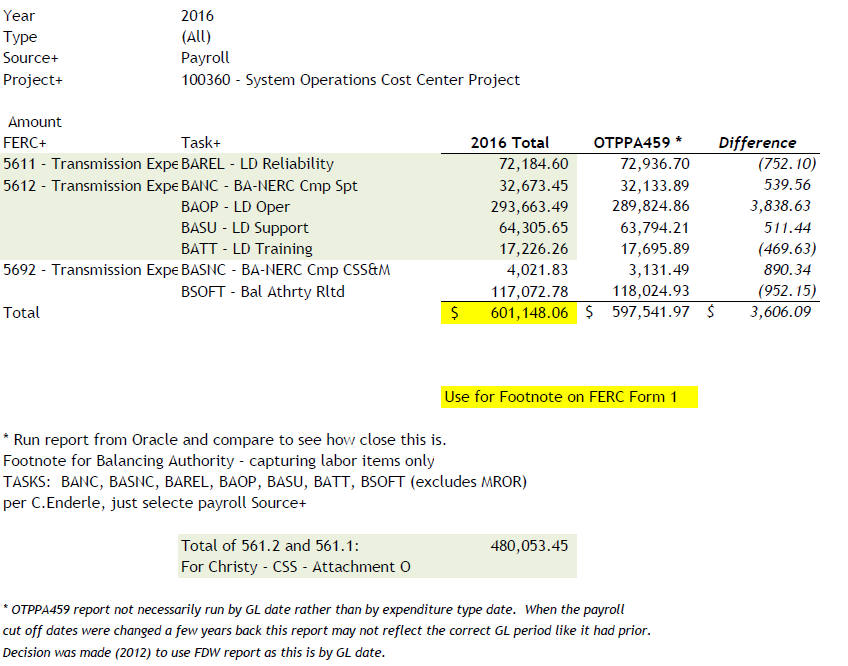 Year 2016
Type (All)
Source+ Payroll
Project+ 100360 - System Operations Cost Center Project
Amount
FERC+ Task+ 2016 Total OTPPA459 * Difference
5611 - Transmission Expe BAREL - LD Reliability 72,184.60 72,936.70 (752.10)
5612 - Transmission Expe BANC - BA-NERC Cmp Spt 32,673.45 32,133.89 539.56
BAOP - LD Oper 293,663.49 289,824.86 3,838.63
BASU - LD Support 64,305.65 63,794.21 511.44
BATT - LD Training 17,226.26 17,695.89 (469.63)
5692 - Transmission Expe BASNC - BA-NERC Cmp CSS&M 4,021.83 3,131.49 890.34
BSOFT - Bal Athrty Rltd 117,072.78 118,024.93 (952.15)
Total $ 601,148.06 $ 597,541.97 $ 3,606.09
Use for Footnote on FERC Form 1
* Run report from Oracle and compare to see how close this is.
Footnote for Balancing Authority - capturing labor items only
TASKS: BANC, BASNC, BAREL, BAOP, BASU, BATT, BSOFT (excludes MROR)
per C.Enderle, just selecte payroll Source+
Total of 561.2 and 561.1: 480,053.45
For Christy - CSS - Attachment O
* OTPPA459 report not necessarily run by GL date rather than by expenditure type date. When the payroll
cut off dates were changed a few years back this report may not reflect the correct GL period like it had prior.
Decision was made (2012) to use FDW report as this is by GL date.